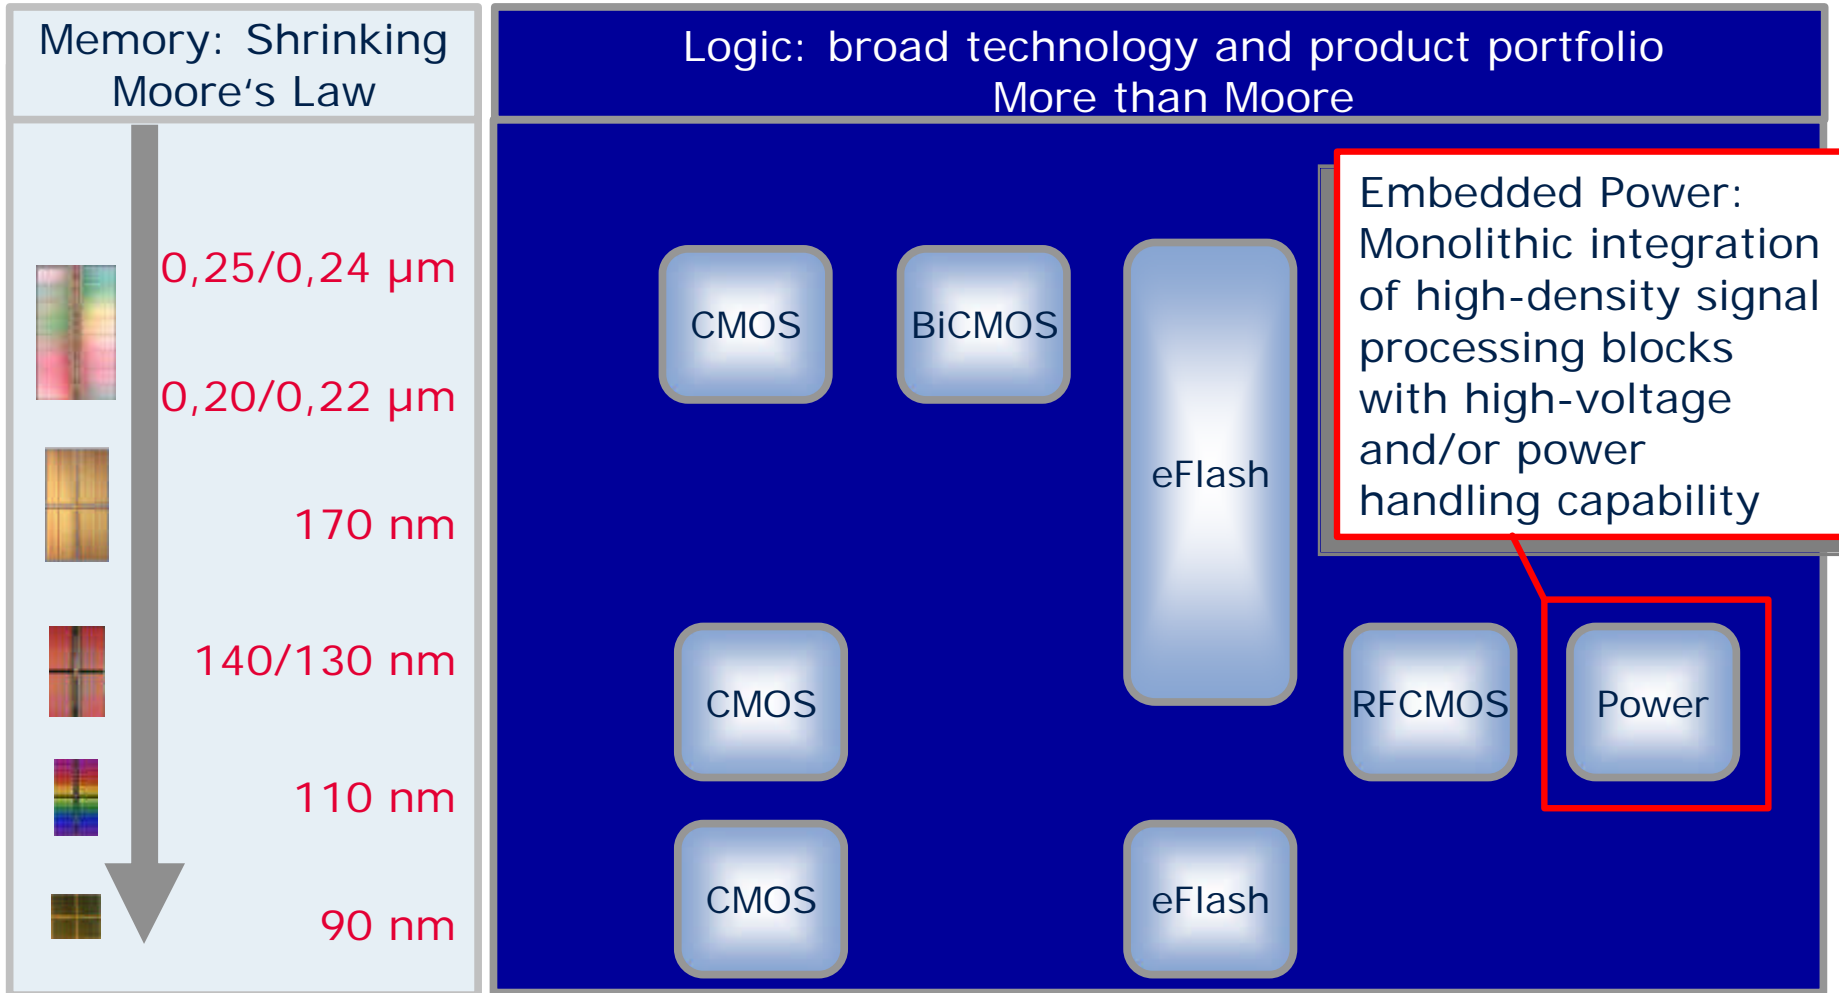 Memory: Shrinking
Moore‘s Law
Logic: broad technology and product portfolio
More than Moore
0,25/0,24 µm
0,20/0,22 µm
170 nm
140/130 nm
110 nm
90 nm
CMOS
BiCMOS
eFlash
Embedded Power:
Monolithic integration
of high-density signal
processing blocks
with high-voltage
and/or power
handling capability
CMOS
RFCMOS
Power
CMOS
eFlash